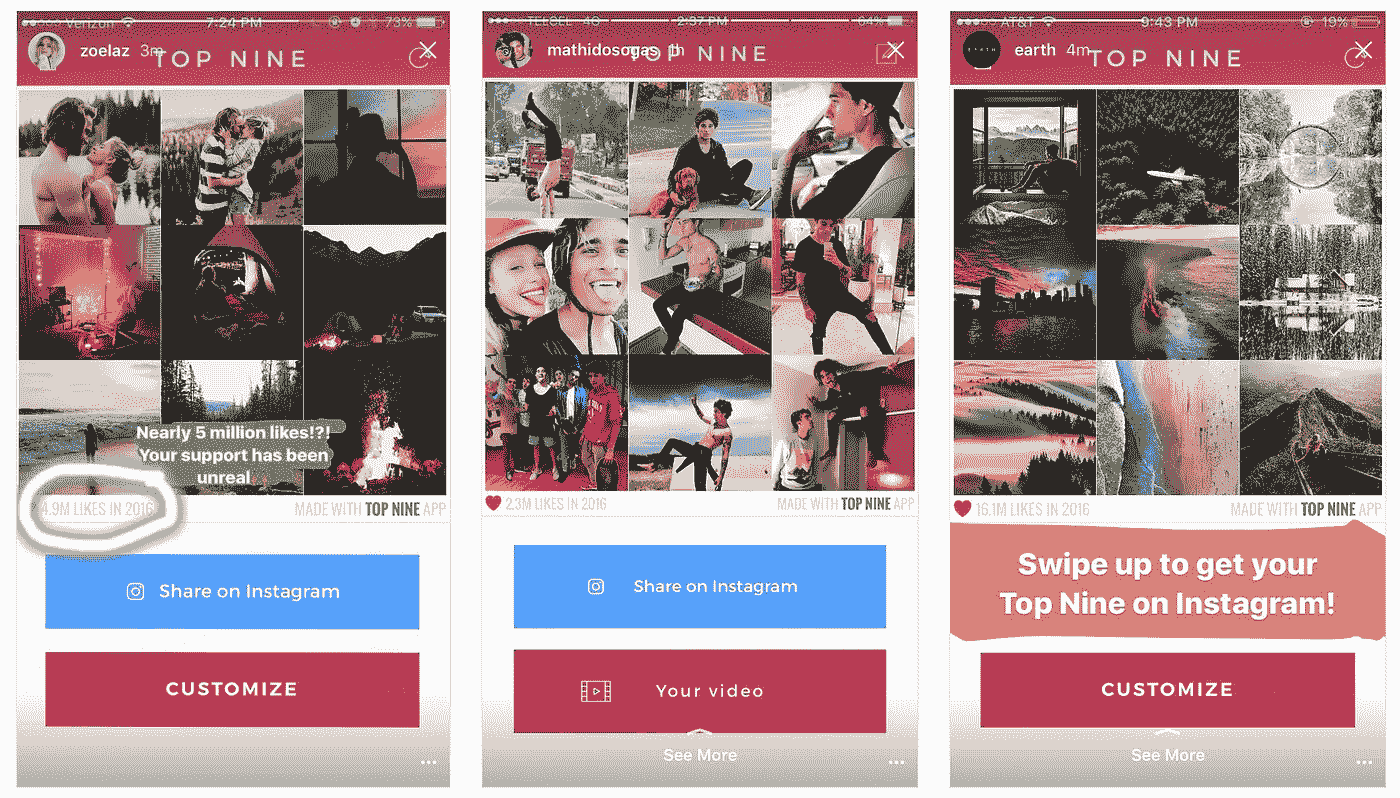 Verizon 7:24 PM 73%
zoelaz 3m
TOP NINE
Nearly 5 million likes!?!
Your support has been
unreal
4.9M LIKES IN 2016
MADE WITH TOP NINE APP
Share on Instagram
CUSTOMIZE
TELCEL 4G 2:37 PM 64%
mathidosogas 1h
TOP NINE
2.3M LIKES IN 2016
MADE WITH TOP NINE APP
Share on Instagram
Your video
See More
AT&T 9:43 PM 19%
earth 4m
TOP NINE
16.1M LIKES IN 2016
MADE WITH TOP NINE APP
Swipe up to get your
Top Nine on Instagram!
CUSTOMIZE
See More